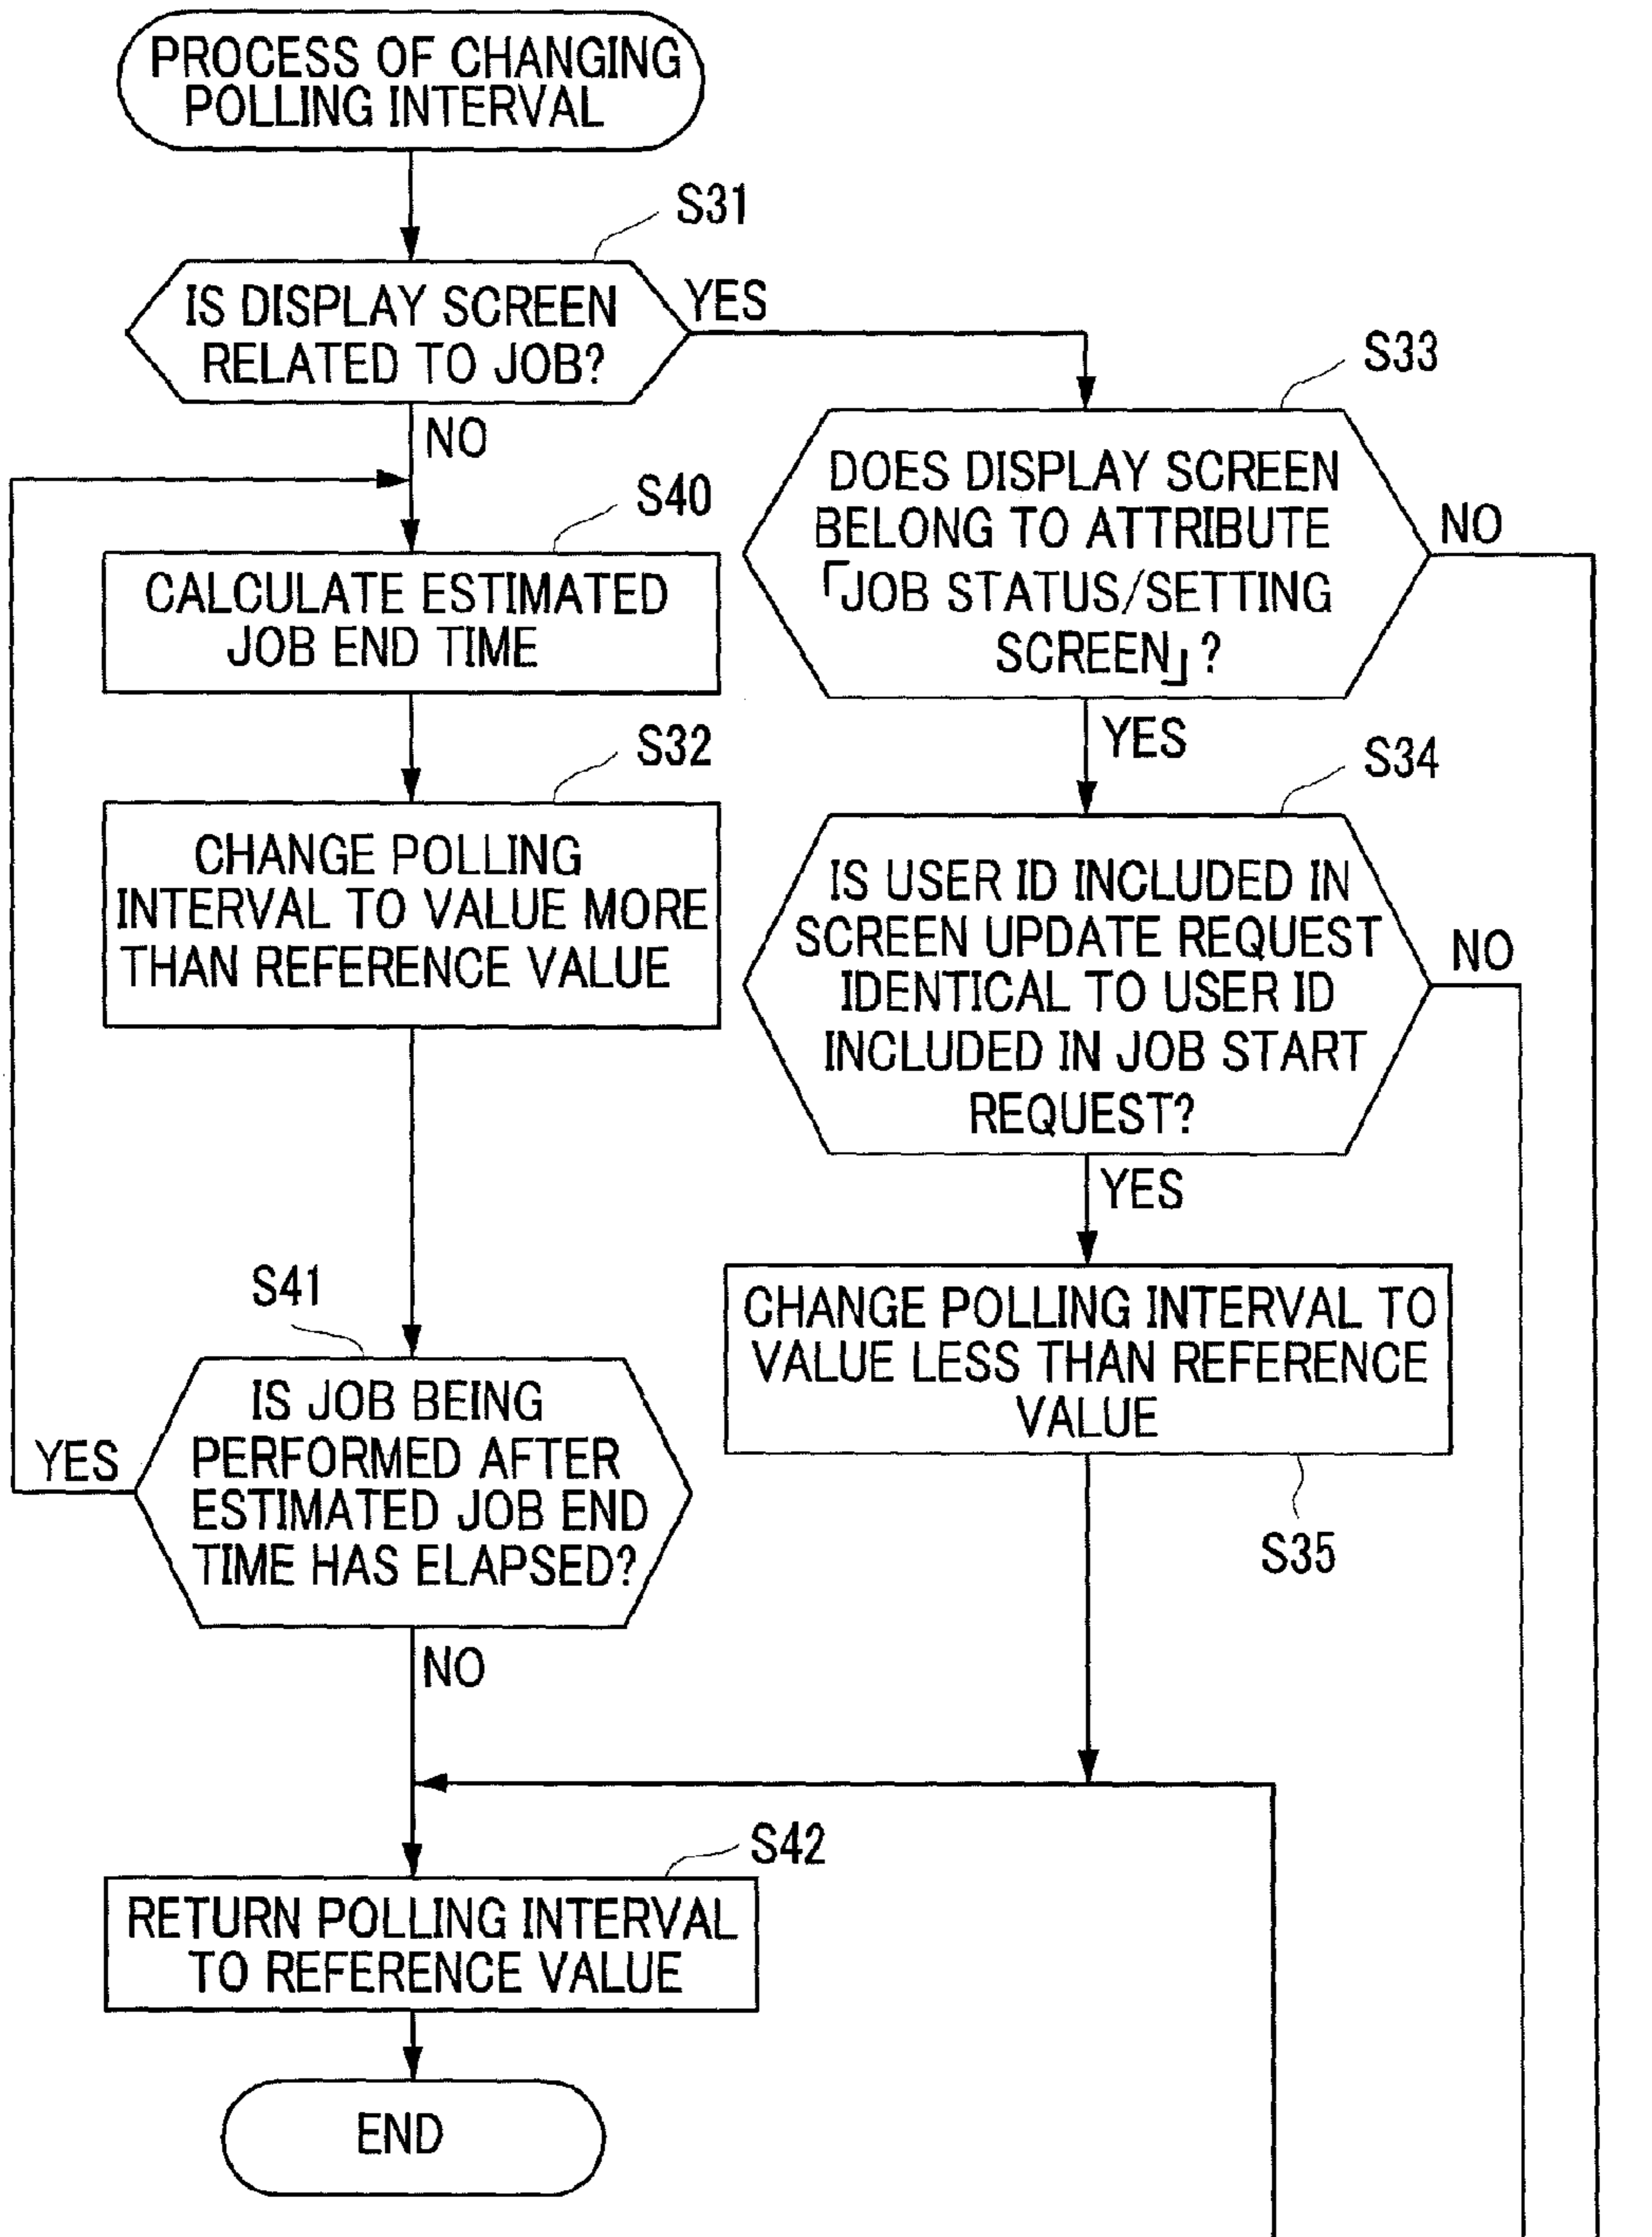 PROCESS OF CHANGING
POLLING INTERVAL
S31
IS DISPLAY SCREEN
RELATED TO JOB?
YES
NO
S33
DOES DISPLAY SCREEN
BELONG TO ATTRIBUTE
「JOB STATUS/SETTING
SCREEN」?
NO
YES
S40
CALCULATE ESTIMATED
JOB END TIME
S32
CHANGE POLLING
INTERVAL TO VALUE MORE
THAN REFERENCE VALUE
S34
IS USER ID INCLUDED IN
SCREEN UPDATE REQUEST
IDENTICAL TO USER ID
INCLUDED IN JOB START
REQUEST?
NO
YES
CHANGE POLLING INTERVAL TO
VALUE LESS THAN REFERENCE
VALUE
S35
S41
IS JOB BEING
PERFORMED AFTER
ESTIMATED JOB END
TIME HAS ELAPSED?
YES
NO
S42
RETURN POLLING INTERVAL
TO REFERENCE VALUE
END